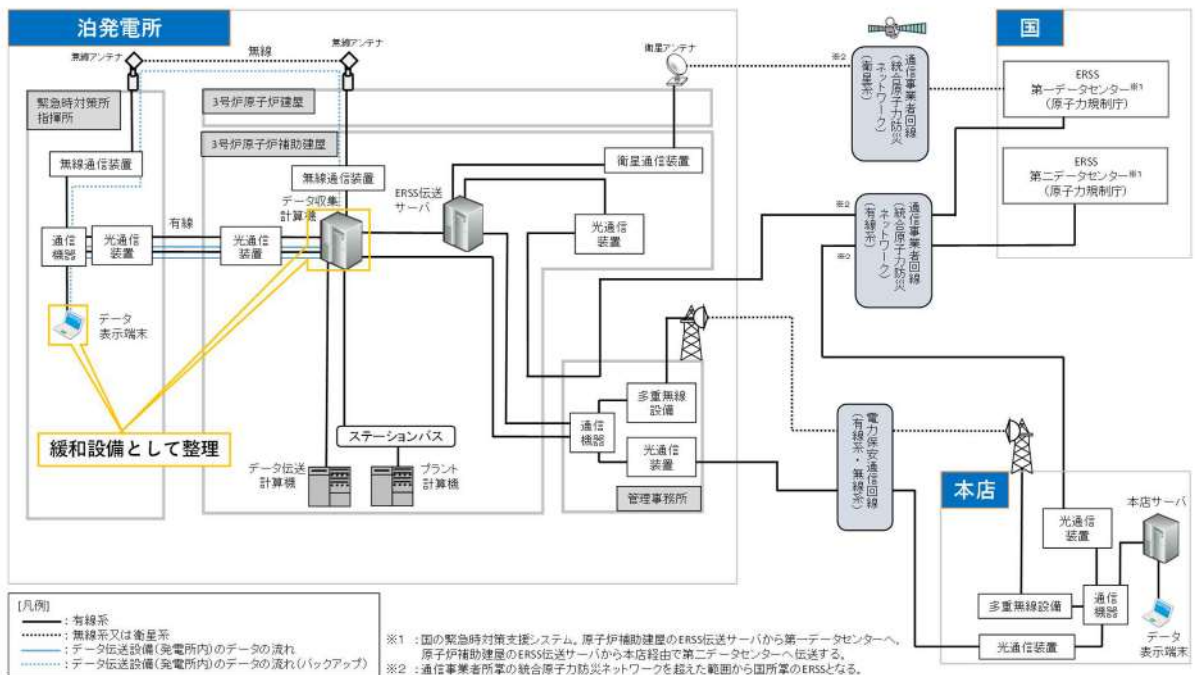 泊発電所
無線アンテナ
無線
無線アンテナ
衛星アンテナ
緊急時対策所
指揮所
3号炉原子炉建屋
3号炉原子炉補助建屋
無線通信装置
無線通信装置
データ収集
計算機
ERSS伝送
サーバ
衛星通信装置
光通信
装置
有線
通信
機器
光通信
装置
光通信
装置
データ
表示端末
緩和設備として整理
ステーションバス
データ伝送
計算機
プラント
計算機
通信
機器
多重無線
設備
光通信
装置
管理事務所
※2
通信事業者回線
(統合原子力防災
ネットワーク)
(衛星系)
※2
※2
通信事業者回線
(統合原子力防災
ネットワーク)
(有線系)
電力保安通信回線
(有線系・無線系)
国
ERSS
第一データセンター※1
(原子力規制庁)
ERSS
第二データセンター※1
(原子力規制庁)
本店
光通信
装置
本店サーバ
多重無線設備
通信
機器
光通信装置
データ
表示端末
[凡例]
:有線系
:無線系又は衛星系
:データ伝送設備(発電所内)のデータの流れ
:データ伝送設備(発電所内)のデータの流れ(バックアップ)
※1 :国の緊急時対策支援システム。原子炉補助建屋のERSS伝送サーバから第一データセンターへ、
原子炉補助建屋のERSS伝送サーバから本店経由で第二データセンターへ伝送する。
※2 :通信事業者所掌の統合原子力防災ネットワークを超えた範囲から国所掌のERSSとなる。